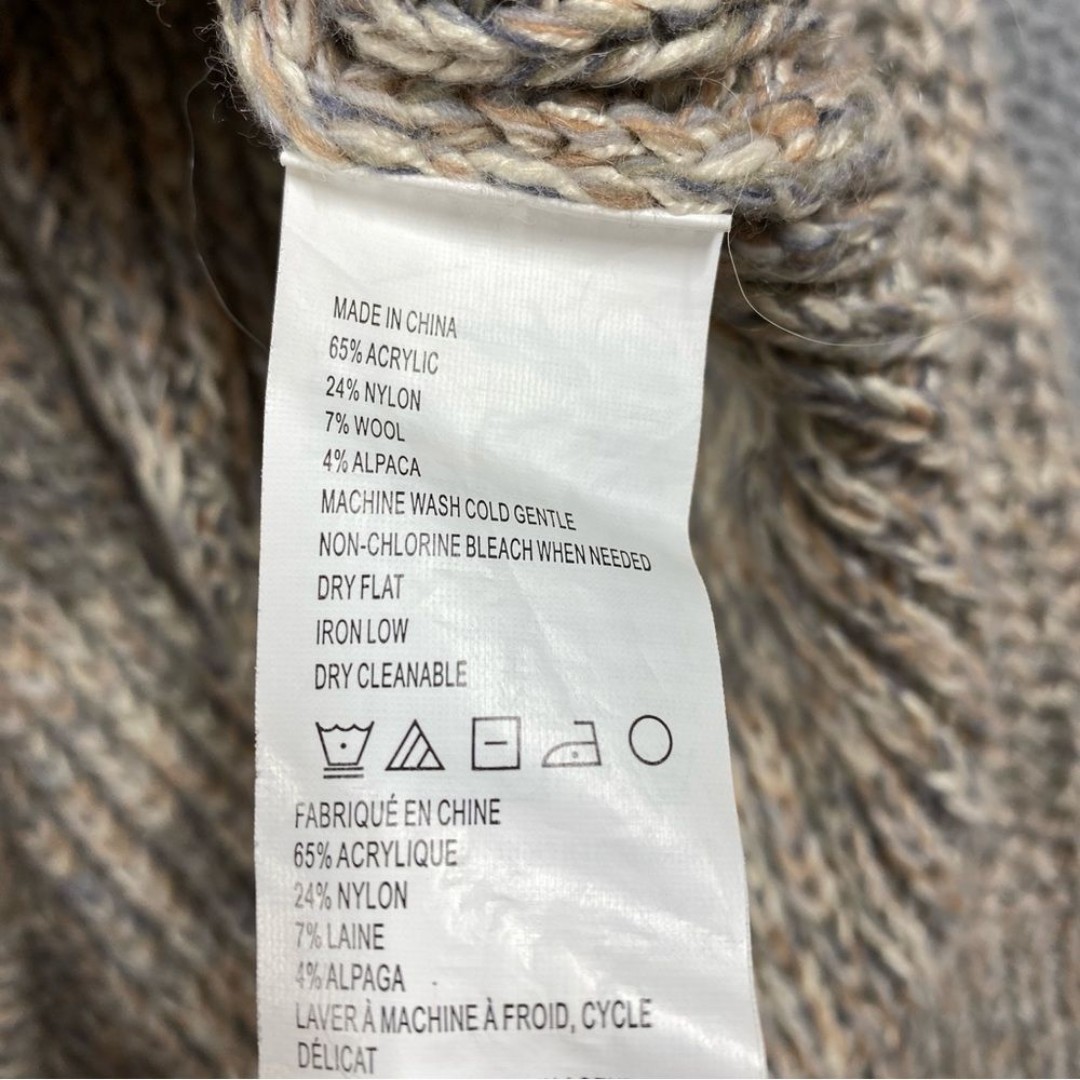 MADE IN CHINA
65% ACRYLIC
24% NYLON
7% WOOL
4% ALPACA
MACHINE WASH COLD GENTLE
NON-CHLORINE BLEACH WHEN NEEDED
DRY FLAT
IRON LOW
DRY CLEANABLE
FABRIQUÉ EN CHINE
65% ACRYLIQUE
24% NYLON
7% LAINE
4% ALPAGA
LAVER À MACHINE À FROID, CYCLE
DÉLICAT